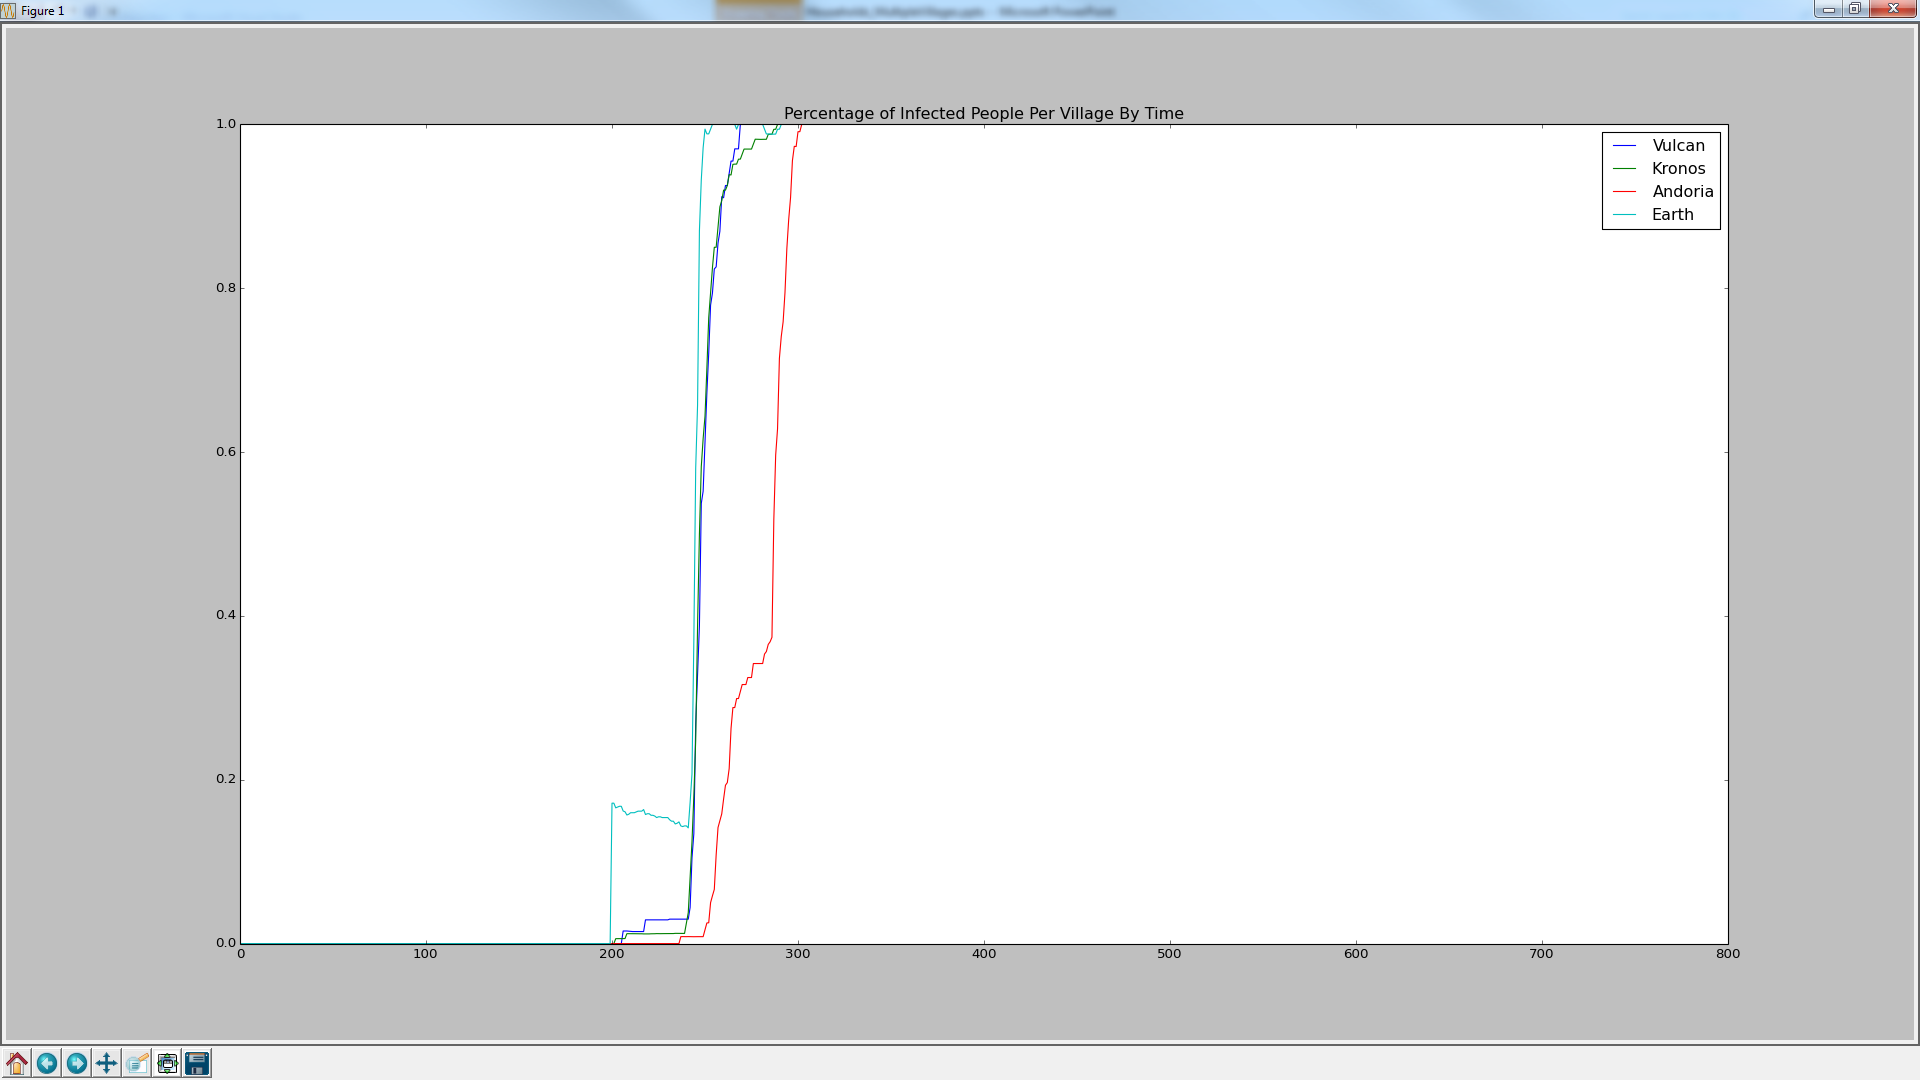 Figure 1
Percentage of Infected People Per Village By Time
1.0
0.8
0.6
0.4
0.2
0.0
0 100 200 300 400 500 600 700 800
Vulcan
Kronos
Andoria
Earth